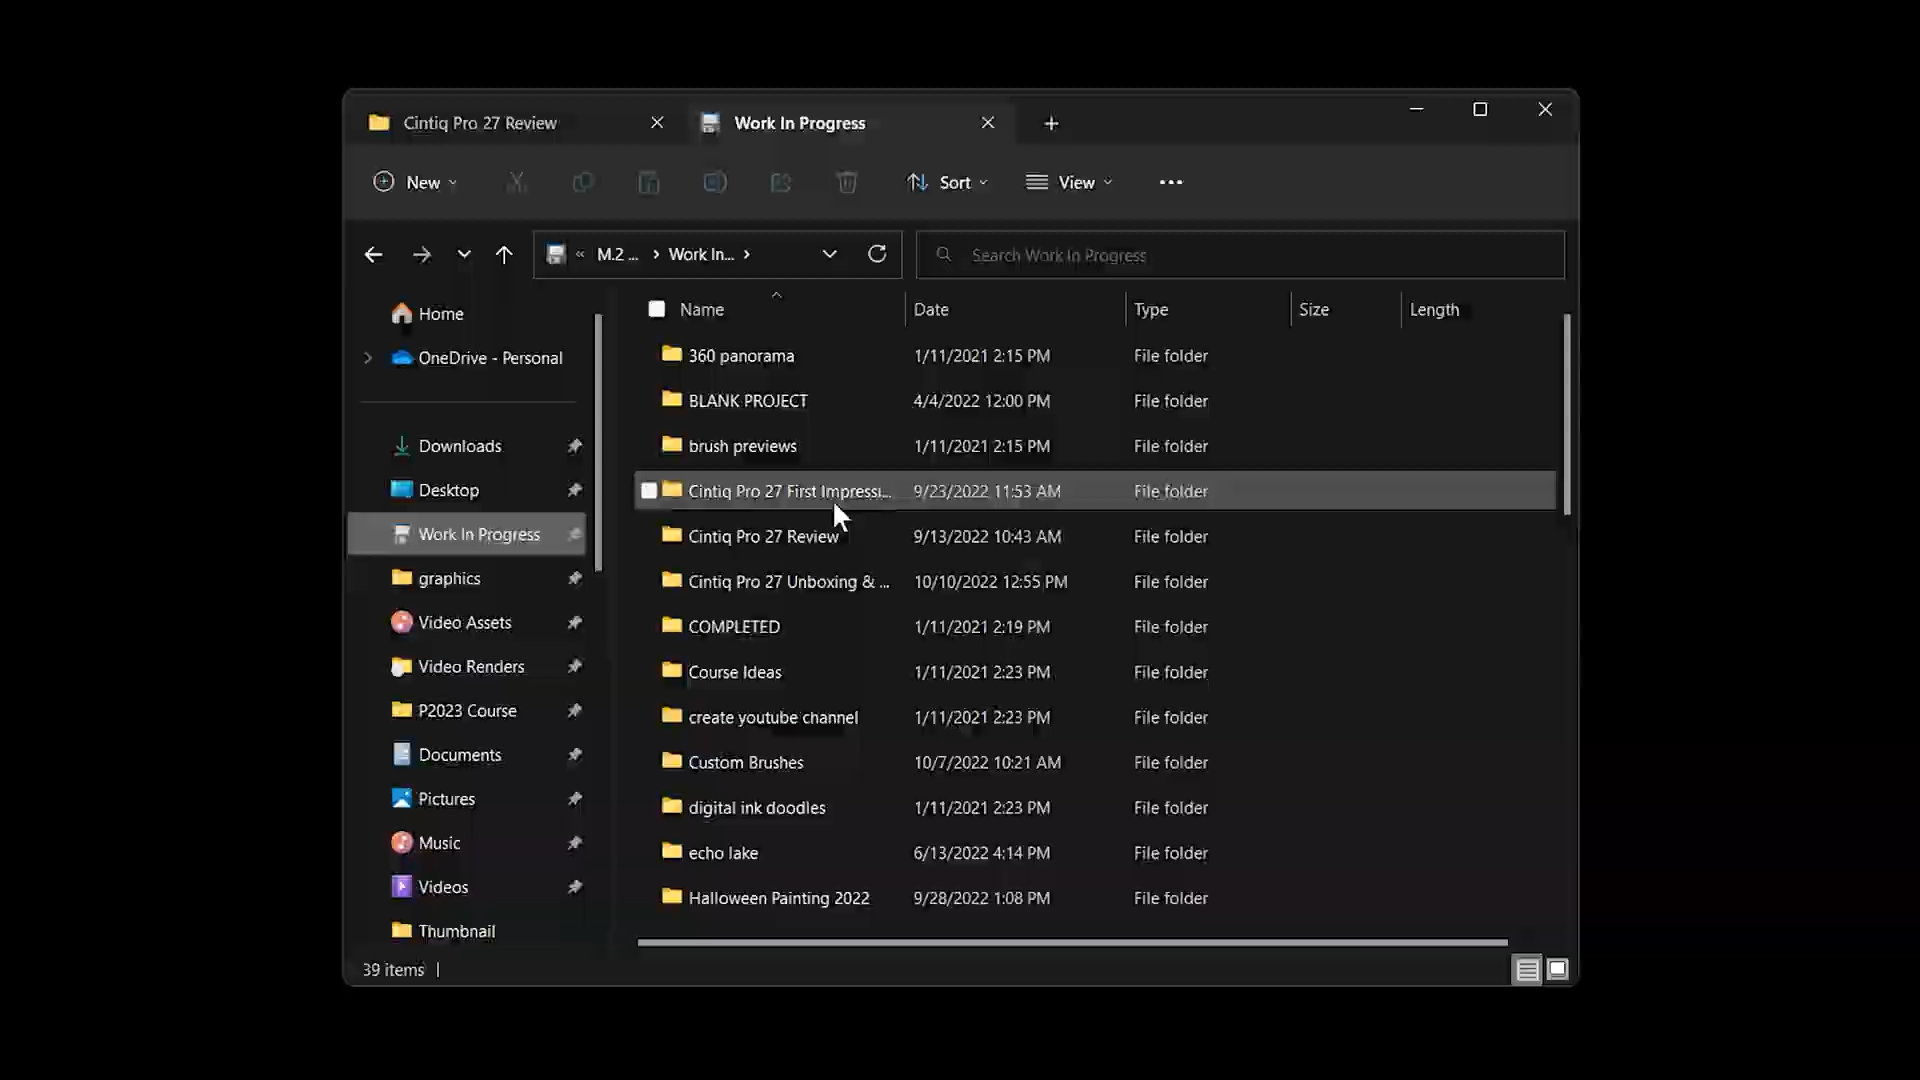 Cintiq Pro 27 Review
Work In Progress
New
Sort
View
« M.2 ... > Work In... >
Search Work In Progress
Home
OneDrive - Personal
Downloads
Desktop
Work In Progress
graphics
Video Assets
Video Renders
P2023 Course
Documents
Pictures
Music
Videos
Thumbnail
Name Date Type Size Length
360 panorama 1/11/2021 2:15 PM File folder
BLANK PROJECT 4/4/2022 12:00 PM File folder
brush previews 1/11/2021 2:15 PM File folder
Cintiq Pro 27 First Impressi... 9/23/2022 11:53 AM File folder
Cintiq Pro 27 Review 9/13/2022 10:43 AM File folder
Cintiq Pro 27 Unboxing & ... 10/10/2022 12:55 PM File folder
COMPLETED 1/11/2021 2:19 PM File folder
Course Ideas 1/11/2021 2:23 PM File folder
create youtube channel 1/11/2021 2:23 PM File folder
Custom Brushes 10/7/2022 10:21 AM File folder
digital ink doodles 1/11/2021 2:23 PM File folder
echo lake 6/13/2022 4:14 PM File folder
Halloween Painting 2022 9/28/2022 1:08 PM File folder
39 items